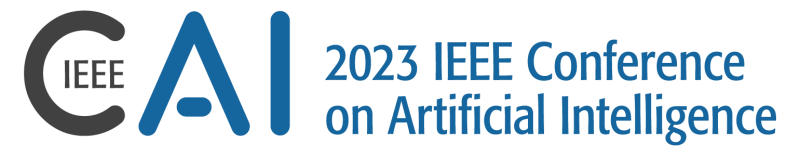 IEEE CAI
2023 IEEE Conference
on Artificial Intelligence